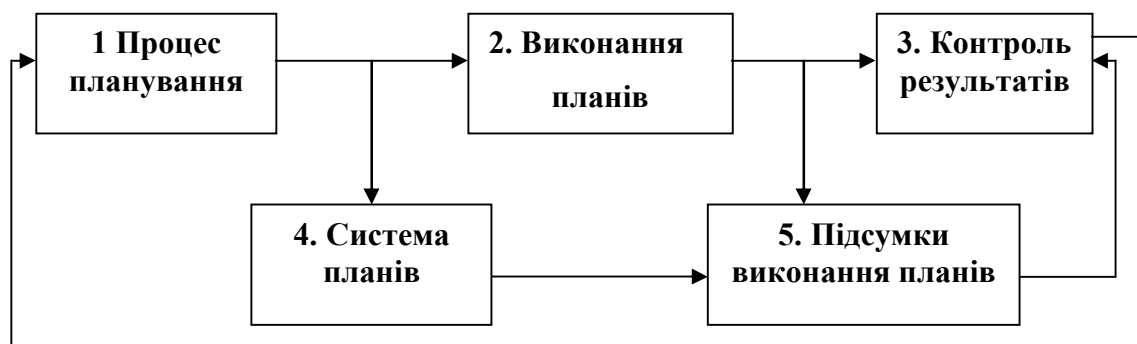 1 Процес
планування
2. Виконання
планів
3. Контроль
результатів
4. Система
планів
5. Підсумки
виконання планів